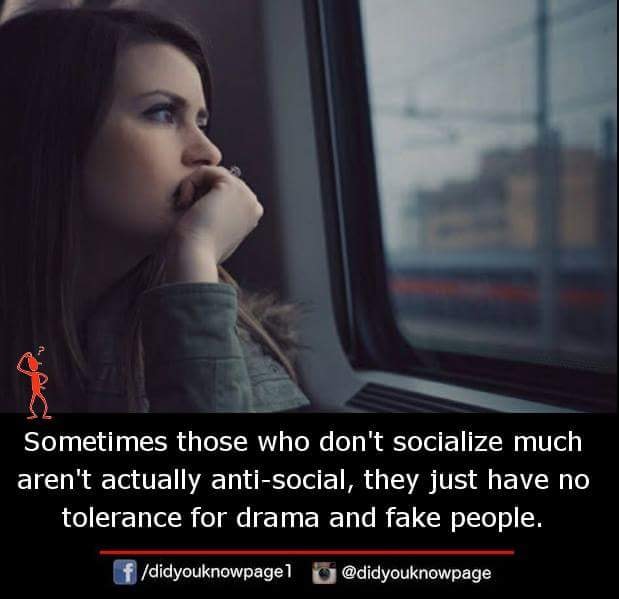 ?
Sometimes those who don't socialize much
aren't actually anti-social, they just have no
tolerance for drama and fake people.
f /didyouknowpage1 @didyouknowpage